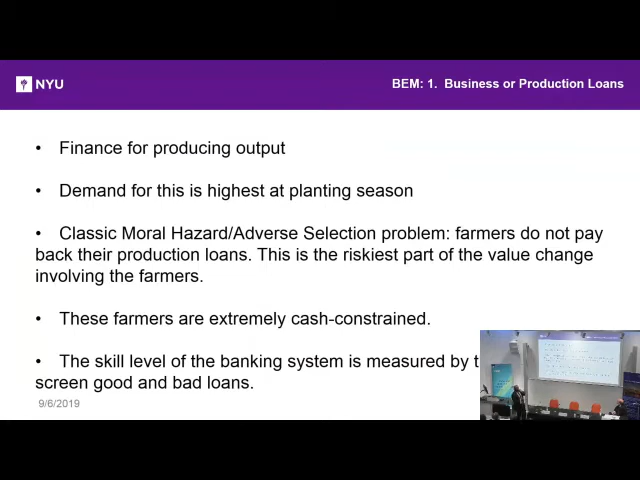 NYU
BEM: 1. Business or Production Loans
• Finance for producing output
• Demand for this is highest at planting season
• Classic Moral Hazard/Adverse Selection problem: farmers do not pay
back their production loans. This is the riskiest part of the value change
involving the farmers.
• These farmers are extremely cash-constrained.
• The skill level of the banking system is measured by
screen good and bad loans.
9/6/2019